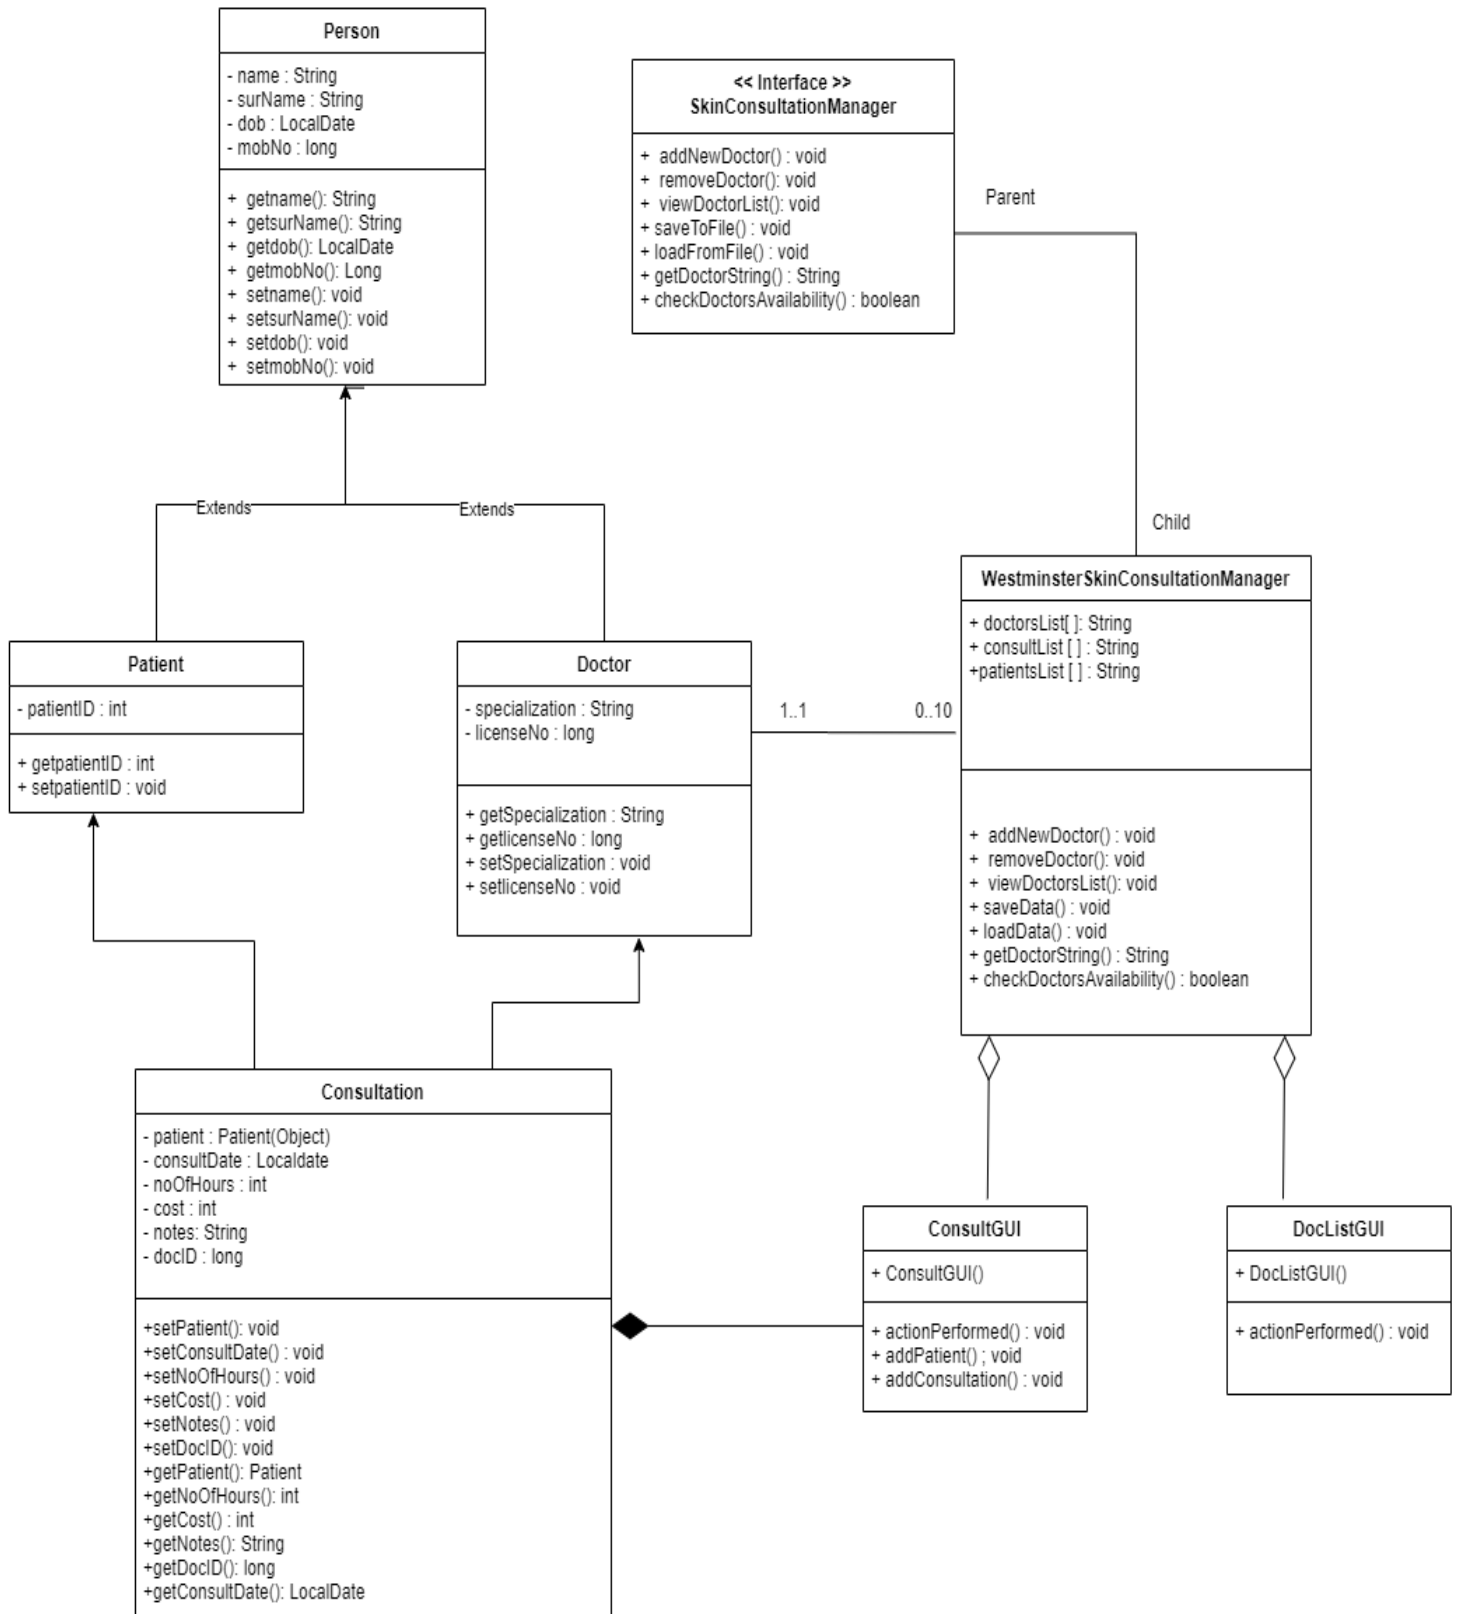 Person
- name : String
- surName : String
- dob : LocalDate
- mobNo : long
+ getname(): String
+ getsurName(): String
+ getdob(): LocalDate
+ getmobNo(): Long
+ setname(): void
+ setsurName(): void
+ setdob(): void
+ setmobNo(): void
<< Interface >>
SkinConsultationManager
+ addNewDoctor() : void
+ removeDoctor(): void
+ viewDoctorList(): void
+ saveToFile() : void
+ loadFromFile() : void
+ getDoctorString() : String
+ checkDoctorsAvailability() : boolean
Parent
Child
Extends
Extends
WestminsterSkinConsultationManager
+ doctorsList[ ]: String
+ consultList [ ] : String
+patientsList [ ] : String
+ addNewDoctor() : void
+ removeDoctor(): void
+ viewDoctorsList(): void
+ saveData() : void
+ loadData() : void
+ getDoctorString() : String
+ checkDoctorsAvailability() : boolean
Patient
- patientID : int
+ getpatientID : int
+ setpatientID : void
Doctor
- specialization : String
- licenseNo : long
+ getSpecialization : String
+ getlicenseNo : long
+ setSpecialization : void
+ setlicenseNo : void
1..1
0..10
Consultation
- patient : Patient(Object)
- consultDate : Localdate
- noOfHours : int
- cost : int
- notes: String
- docID : long
+setPatient(): void
+setConsultDate() : void
+setNoOfHours() : void
+setCost() : void
+setNotes() : void
+setDocID(): void
+getPatient(): Patient
+getNoOfHours(): int
+getCost() : int
+getNotes(): String
+getDocID(): long
+getConsultDate(): LocalDate
ConsultGUI
+ ConsultGUI()
+ actionPerformed() : void
+ addPatient() ; void
+ addConsultation() : void
DocListGUI
+ DocListGUI()
+ actionPerformed() : void